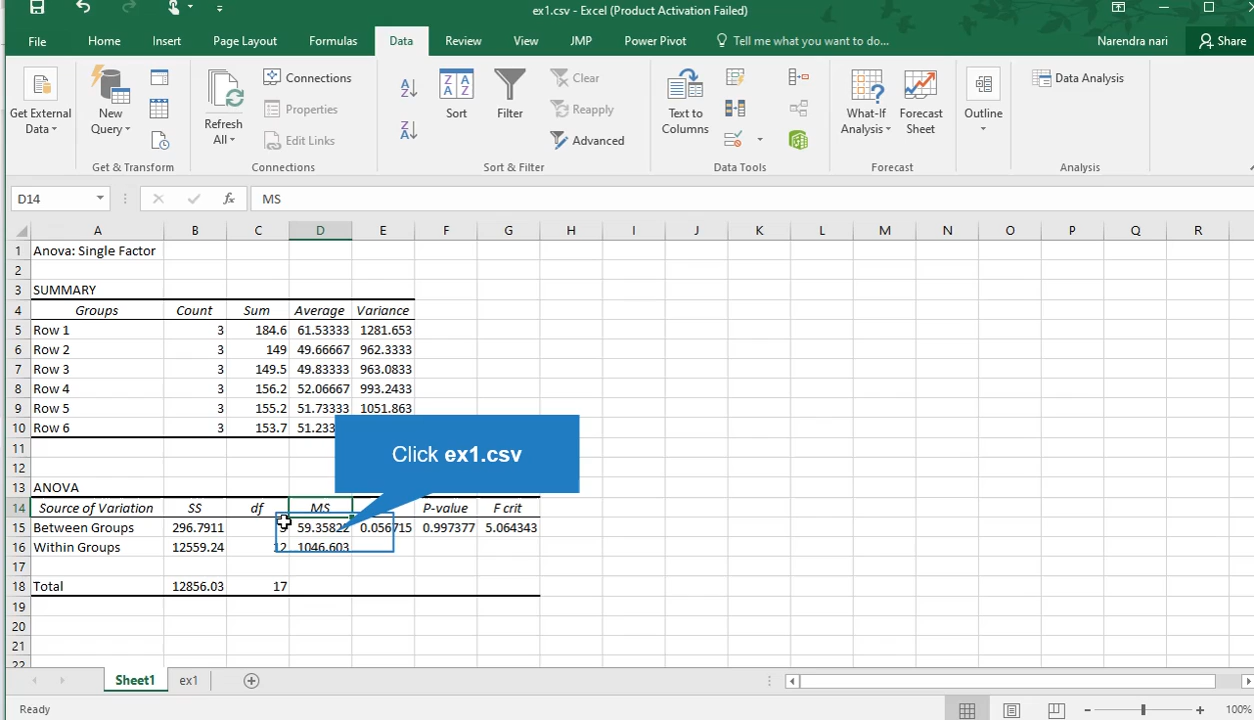 ex1.csv - Excel (Product Activation Failed)
File Home Insert Page Layout Formulas Data Review View JMP Power Pivot Tell me what you want to do... Narendra nari Share
Get External Data
New Query
Get & Transform
Refresh All
Connections
Properties
Edit Links
Connections
Sort
Filter
Clear
Reapply
Advanced
Sort & Filter
Text to Columns
Data Tools
What-If Analysis
Forecast Sheet
Forecast
Outline
Data Analysis
Analysis
D14 fx MS
A B C D E F G H I J K L M N O P Q R
1 Anova: Single Factor
2
3 SUMMARY
4 Groups Count Sum Average Variance
5 Row 1 3 184.6 61.53333 1281.653
6 Row 2 3 149 49.66667 962.3333
7 Row 3 3 149.5 49.83333 963.0833
8 Row 4 3 156.2 52.06667 993.2433
9 Row 5 3 155.2 51.73333 1051.863
10 Row 6 3 153.7 51.233
11
12
Click ex1.csv
13 ANOVA
14 Source of Variation SS df MS P-value F crit
15 Between Groups 296.7911 59.35822 0.056715 0.997377 5.064343
16 Within Groups 12559.24 12 1046.603
17
18 Total 12856.03 17
19
20
21
22
Sheet1 ex1
Ready 100%